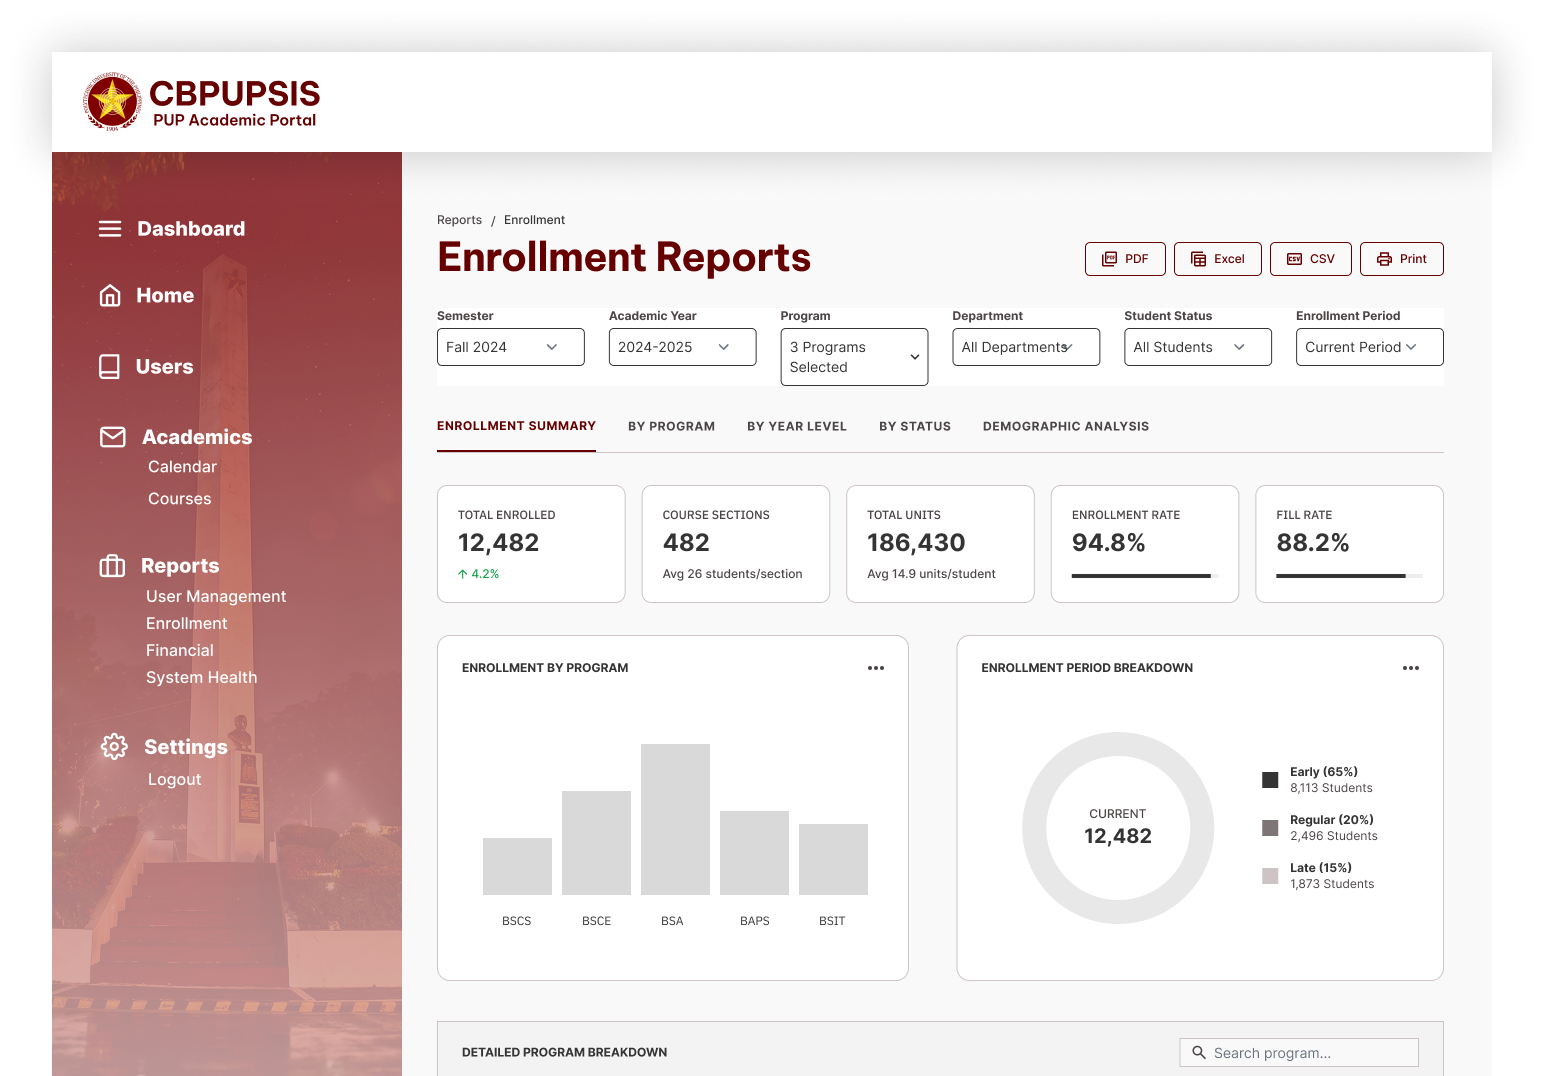 CBPUPSIS
PUP Academic Portal
1904
Dashboard
Home
Users
Academics
Calendar
Courses
Reports
User Management
Enrollment
Financial
System Health
Settings
Logout
Reports / Enrollment
Enrollment Reports
PDF
Excel
CSV
Print
Semester
Fall 2024
Academic Year
2024-2025
Program
3 Programs
Selected
Department
All Departments
Student Status
All Students
Enrollment Period
Current Period
ENROLLMENT SUMMARY
BY PROGRAM
BY YEAR LEVEL
BY STATUS
DEMOGRAPHIC ANALYSIS
TOTAL ENROLLED
12,482
↑ 4.2%
COURSE SECTIONS
482
Avg 26 students/section
TOTAL UNITS
186,430
Avg 14.9 units/student
ENROLLMENT RATE
94.8%
FILL RATE
88.2%
ENROLLMENT BY PROGRAM
BSCS
BSCE
BSA
BAPS
BSIT
ENROLLMENT PERIOD BREAKDOWN
CURRENT
12,482
Early (65%)
8,113 Students
Regular (20%)
2,496 Students
Late (15%)
1,873 Students
DETAILED PROGRAM BREAKDOWN
Search program...